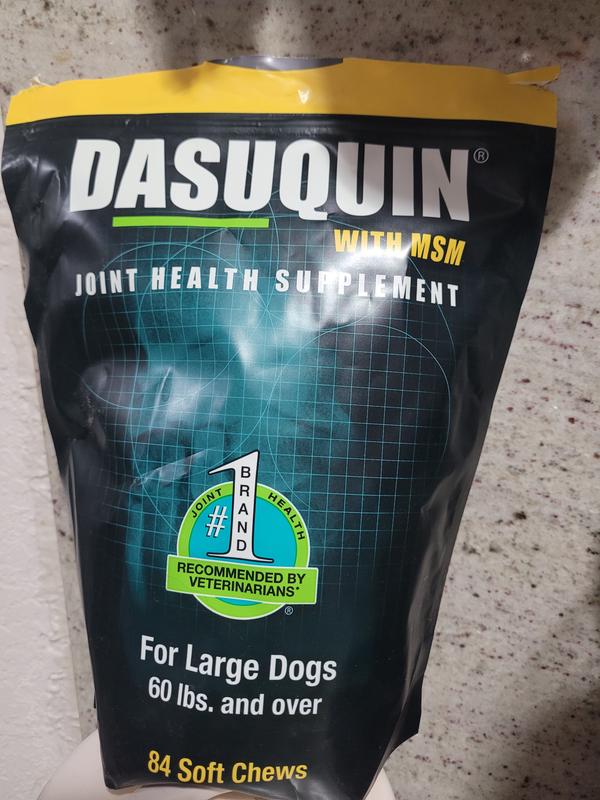 DASUQUIN®
WITH MSM
JOINT HEALTH SUPPLEMENT
JOINT HEALTH
#1
BRAND
RECOMMENDED BY
VETERINARIANS*
®
For Large Dogs
60 lbs. and over
84 Soft Chews